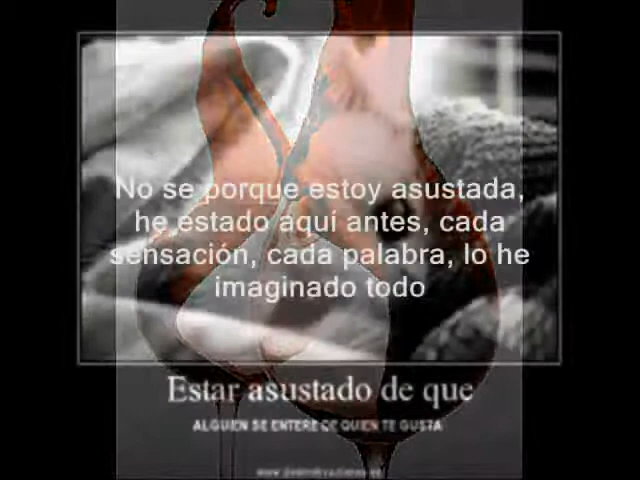 No se porque estoy asustada,
he estado aquí antes, cada
sensación, cada palabra, lo he
imaginado todo
Estar asustado de que
ALGUIEN SE ENTERE DE QUIEN TE GUSTA